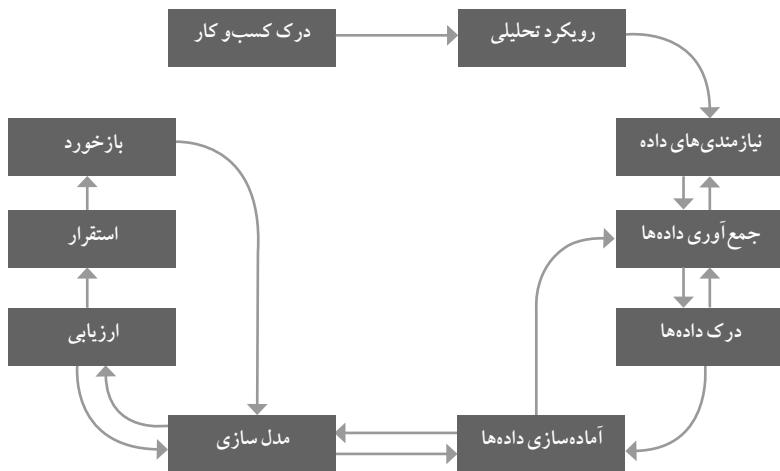 درک کسب‌و کار
رویکرد تحلیلی
نیازمندی‌های داده
جمع‌آوری داده‌ها
درک داده‌ها
آماده‌سازی داده‌ها
مدل سازی
ارزیابی
استقرار
بازخورد